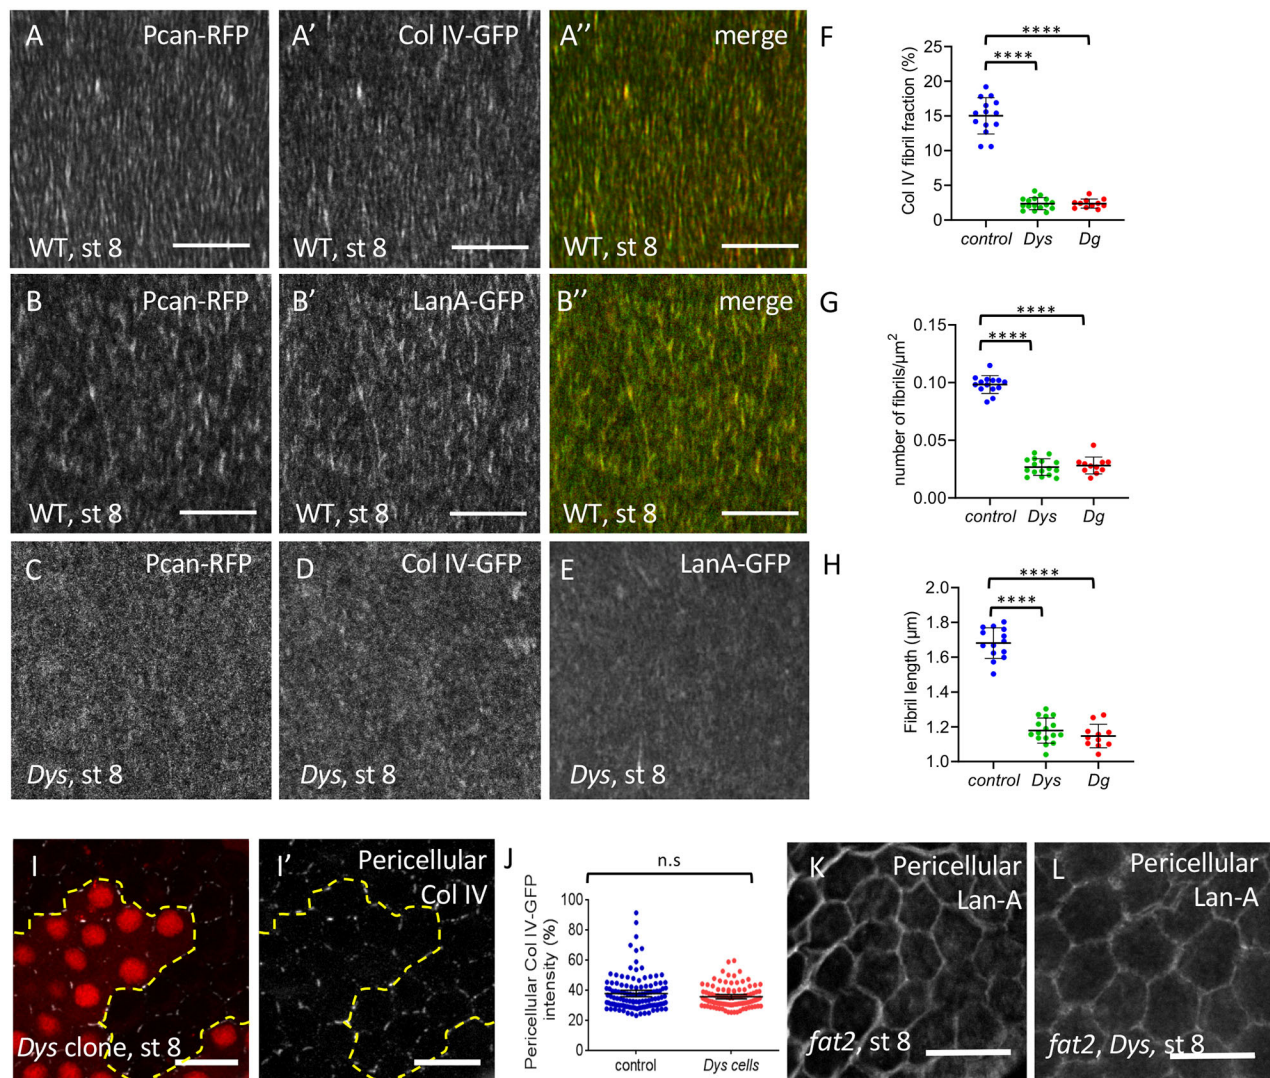 A
Pcan-RFP
WT, st 8
A′
Col IV-GFP
WT, st 8
A′′
merge
WT, st 8
B
Pcan-RFP
WT, st 8
B′
LanA-GFP
WT, st 8
B′′
merge
WT, st 8
C
Pcan-RFP
Dys, st 8
D
Col IV-GFP
E
LanA-GFP
F
****
****
Col IV fibril fraction (%)
25
20
15
10
5
0
control
Dys
Dg
G
****
****
number of fibrils/µm²
0.15
0.10
0.05
0.00
control
Dys
Dg
H
****
****
Fibril length (µm)
2.0
1.8
1.6
1.4
1.2
1.0
control
Dys
Dg
I
Dys clone, st 8
I′
Pericellular
Col IV
J
n.s
Pericellular Col IV-GFP
intensity (%)
100
80
60
40
20
0
control
Dys cells
K
Pericellular
Lan-A
fat2, st 8
L
Pericellular
Lan-A
fat2, Dys, st 8